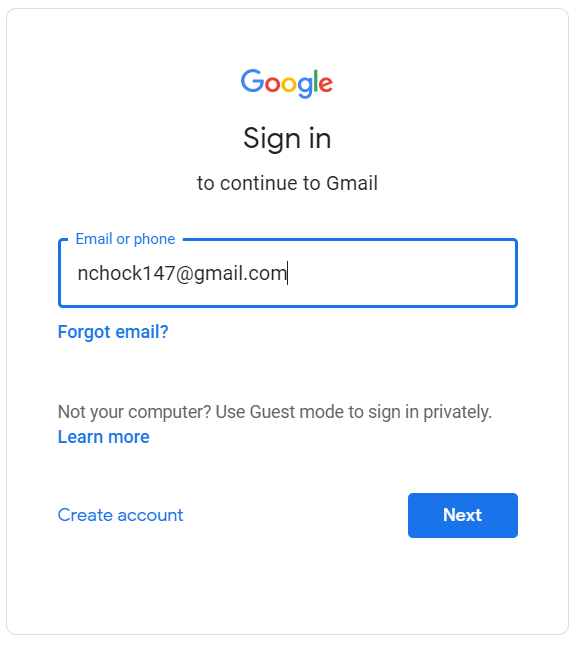 Google
Sign in
to continue to Gmail
Email or phone
nchock147@gmail.com
Forgot email?
Not your computer? Use Guest mode to sign in privately.
Learn more
Create account
Next